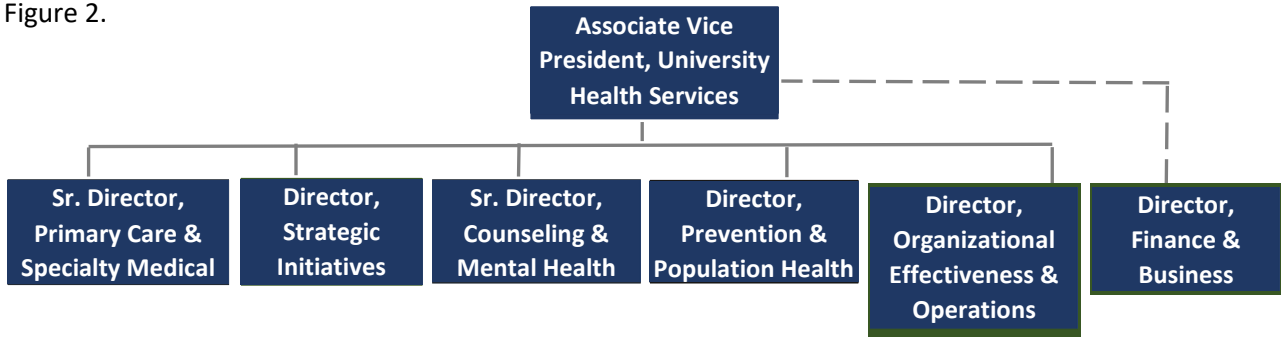 Figure 2.
Associate Vice
President, University
Health Services
Sr. Director,
Primary Care &
Specialty Medical
Director,
Strategic
Initiatives
Sr. Director,
Counseling &
Mental Health
Director,
Prevention &
Population Health
Director,
Organizational
Effectiveness &
Operations
Director,
Finance &
Business